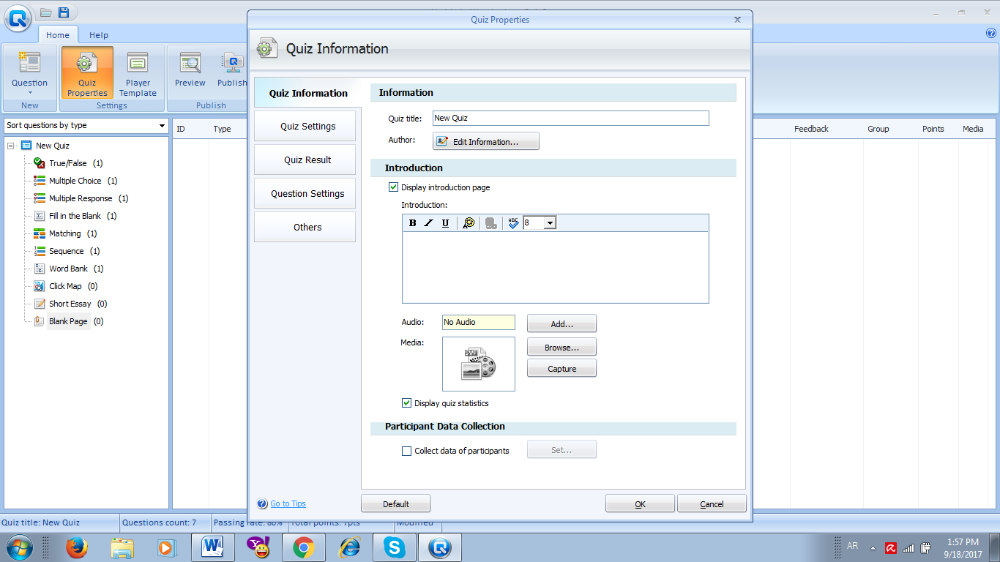 Quiz Properties
Home Help
Quiz Information
Question
Quiz Properties
Player Template
Preview
Publish
New
Settings
Publish
Sort questions by type
ID Type Feedback Group Points Media
New Quiz
True/False (1)
Multiple Choice (1)
Multiple Response (1)
Fill in the Blank (1)
Matching (1)
Sequence (1)
Word Bank (1)
Click Map (0)
Short Essay (0)
Blank Page (0)
Quiz Information
Quiz Settings
Quiz Result
Question Settings
Others
Information
Quiz title: New Quiz
Author: Edit Information...
Introduction
Display introduction page
Introduction:
B I U ABC 8
Audio: No Audio Add...
Media: SWF Browse...
Capture
Display quiz statistics
Participant Data Collection
Collect data of participants Set...
Go to Tips Default OK Cancel
Quiz title: New Quiz Questions count: 7 Passing rate: 80% Total points: 7pts Modified
AR 1:57 PM
9/18/2017